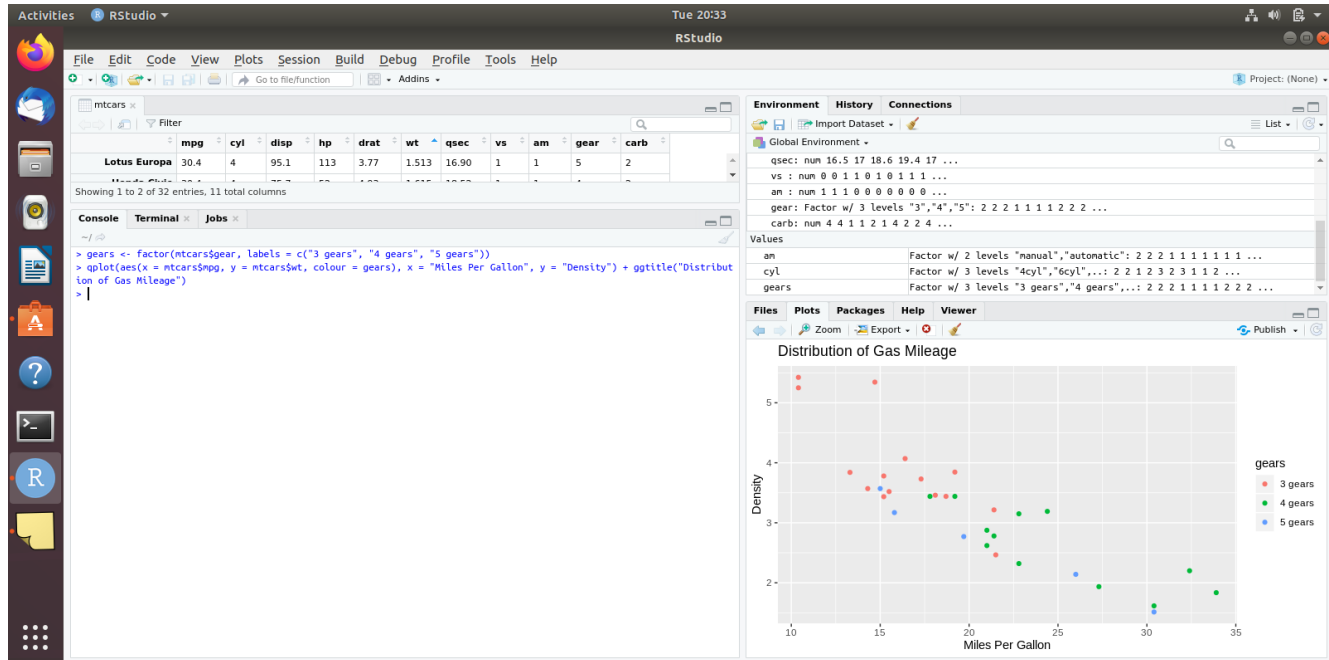 Activities RStudio Tue 20:33
RStudio
File Edit Code View Plots Session Build Debug Profile Tools Help
Go to file/function Addins Project: (None)
mtcars
Filter
mpg cyl disp hp drat wt qsec vs am gear carb
Lotus Europa 30.4 4 95.1 113 3.77 1.513 16.90 1 1 5 2
Showing 1 to 2 of 32 entries, 11 total columns
Console Terminal Jobs
~/
> gears <- factor(mtcars$gear, labels = c("3 gears", "4 gears", "5 gears"))
> qplot(aes(x = mtcars$mpg, y = mtcars$wt, colour = gears), x = "Miles Per Gallon", y = "Density") + ggtitle("Distribut
ion of Gas Mileage")
>
Environment History Connections
Import Dataset List
Global Environment
qsec: num 16.5 17 18.6 19.4 17 ...
vs : num 0 0 1 1 0 1 0 1 1 1 ...
am : num 1 1 1 0 0 0 0 0 0 0 ...
gear: Factor w/ 3 levels "3","4","5": 2 2 2 1 1 1 1 2 2 2 ...
carb: num 4 4 1 1 2 1 4 2 2 4 ...
Values
am Factor w/ 2 levels "manual","automatic": 2 2 2 1 1 1 1 1 1 1 ...
cyl Factor w/ 3 levels "4cyl","6cyl",..: 2 2 1 2 3 2 3 1 1 2 ...
gears Factor w/ 3 levels "3 gears","4 gears",..: 2 2 2 1 1 1 1 2 2 2 ...
Files Plots Packages Help Viewer
Zoom Export Publish
Distribution of Gas Mileage
Density
5
4
3
2
10 15 20 25 30 35
Miles Per Gallon
gears
3 gears
4 gears
5 gears